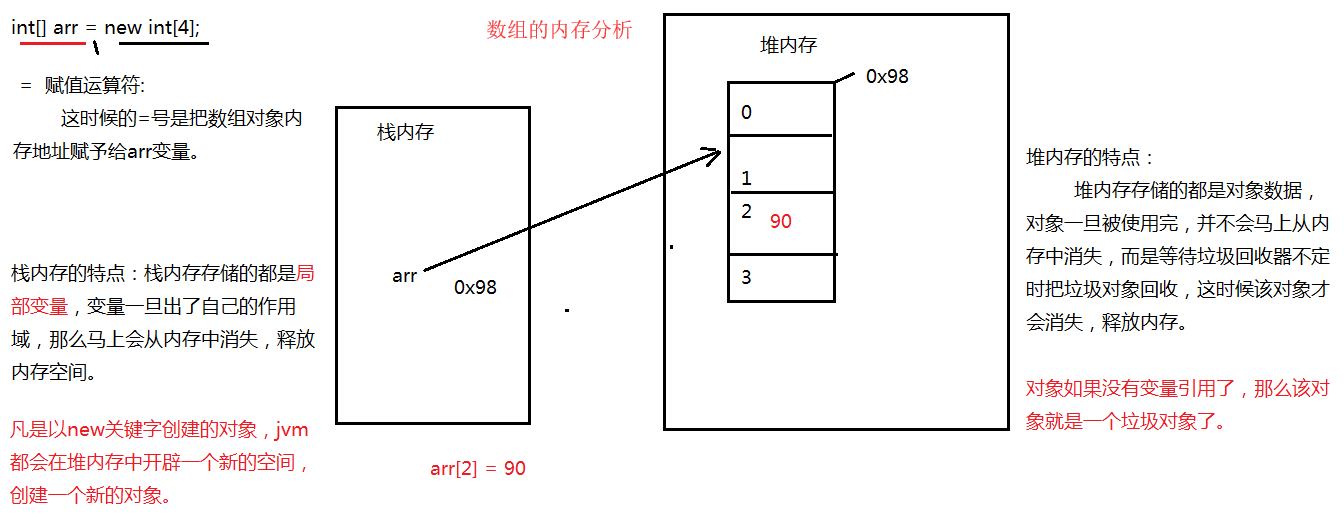 int[] arr = new int[4];
= 赋值运算符:
这时候的=号是把数组对象内
存地址赋予给arr变量。
栈内存的特点：栈内存存储的都是局
部变量，变量一旦出了自己的作用
域，那么马上会从内存中消失，释放
内存空间。
凡是以new关键字创建的对象，jvm
都会在堆内存中开辟一个新的空间，
创建一个新的对象。
数组的内存分析
栈内存
arr
0x98
arr[2] = 90
堆内存
0x98
0
1
2
90
3
堆内存的特点：
堆内存存储的都是对象数据，
对象一旦被使用完，并不会马上从内
存中消失，而是等待垃圾回收器不定
时把垃圾对象回收，这时候该对象才
会消失，释放内存。
对象如果没有变量引用了，那么该对
象就是一个垃圾对象了。